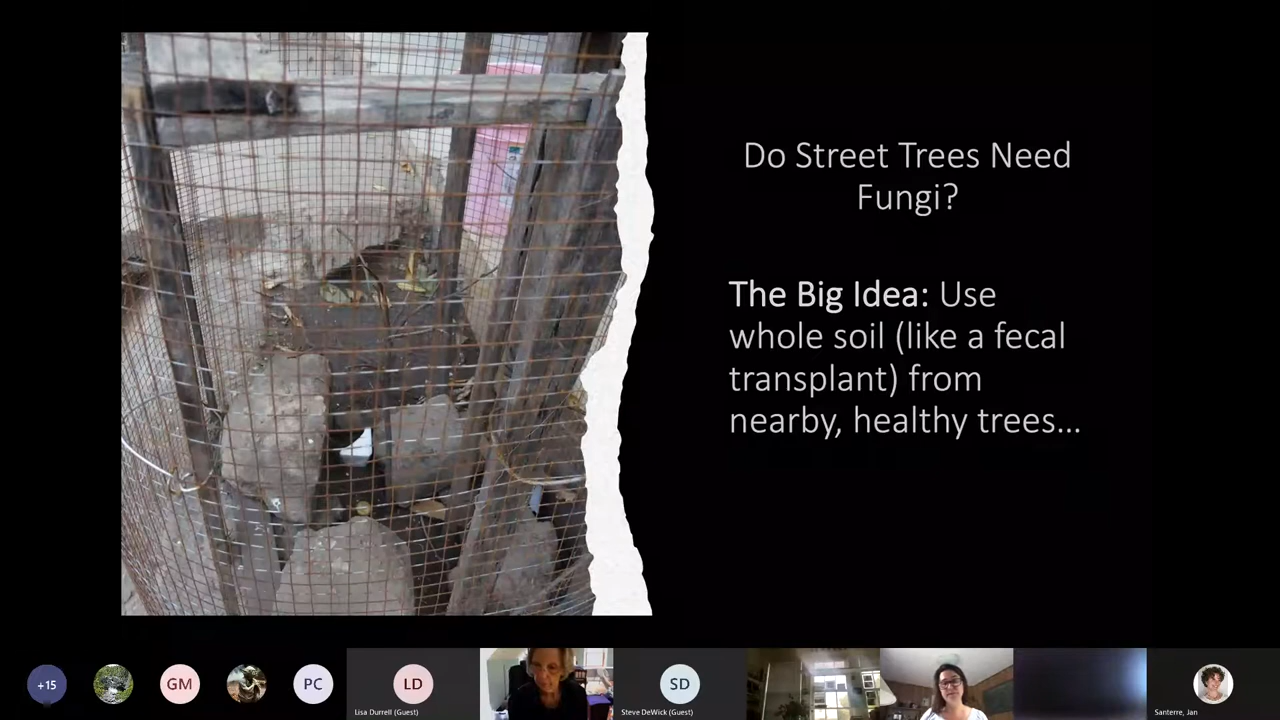 Do Street Trees Need
Fungi?
The Big Idea: Use
whole soil (like a fecal
transplant) from
nearby, healthy trees…
+15
GM
PC
LD
Lisa Durrell (Guest)
SD
Steve DeWick (Guest)
Santerre, Jan